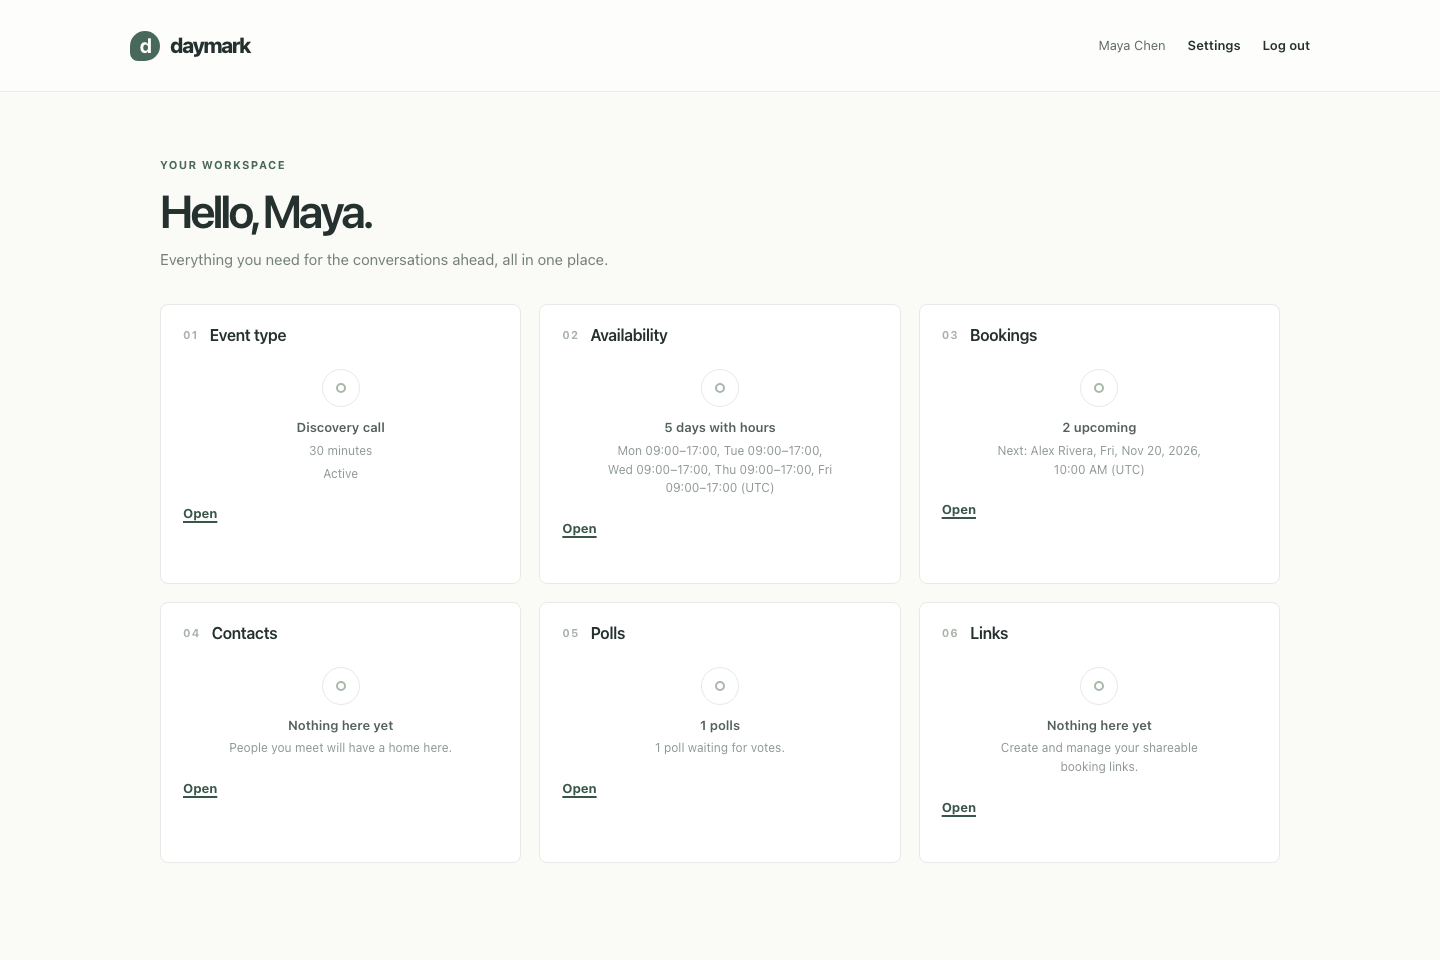 d daymark
Maya Chen Settings Log out
YOUR WORKSPACE
Hello, Maya.
Everything you need for the conversations ahead, all in one place.
01 Event type
Discovery call
30 minutes
Active
Open
02 Availability
5 days with hours
Mon 09:00–17:00, Tue 09:00–17:00,
Wed 09:00–17:00, Thu 09:00–17:00, Fri
09:00–17:00 (UTC)
Open
03 Bookings
2 upcoming
Next: Alex Rivera, Fri, Nov 20, 2026,
10:00 AM (UTC)
Open
04 Contacts
Nothing here yet
People you meet will have a home here.
Open
05 Polls
1 polls
1 poll waiting for votes.
Open
06 Links
Nothing here yet
Create and manage your shareable
booking links.
Open